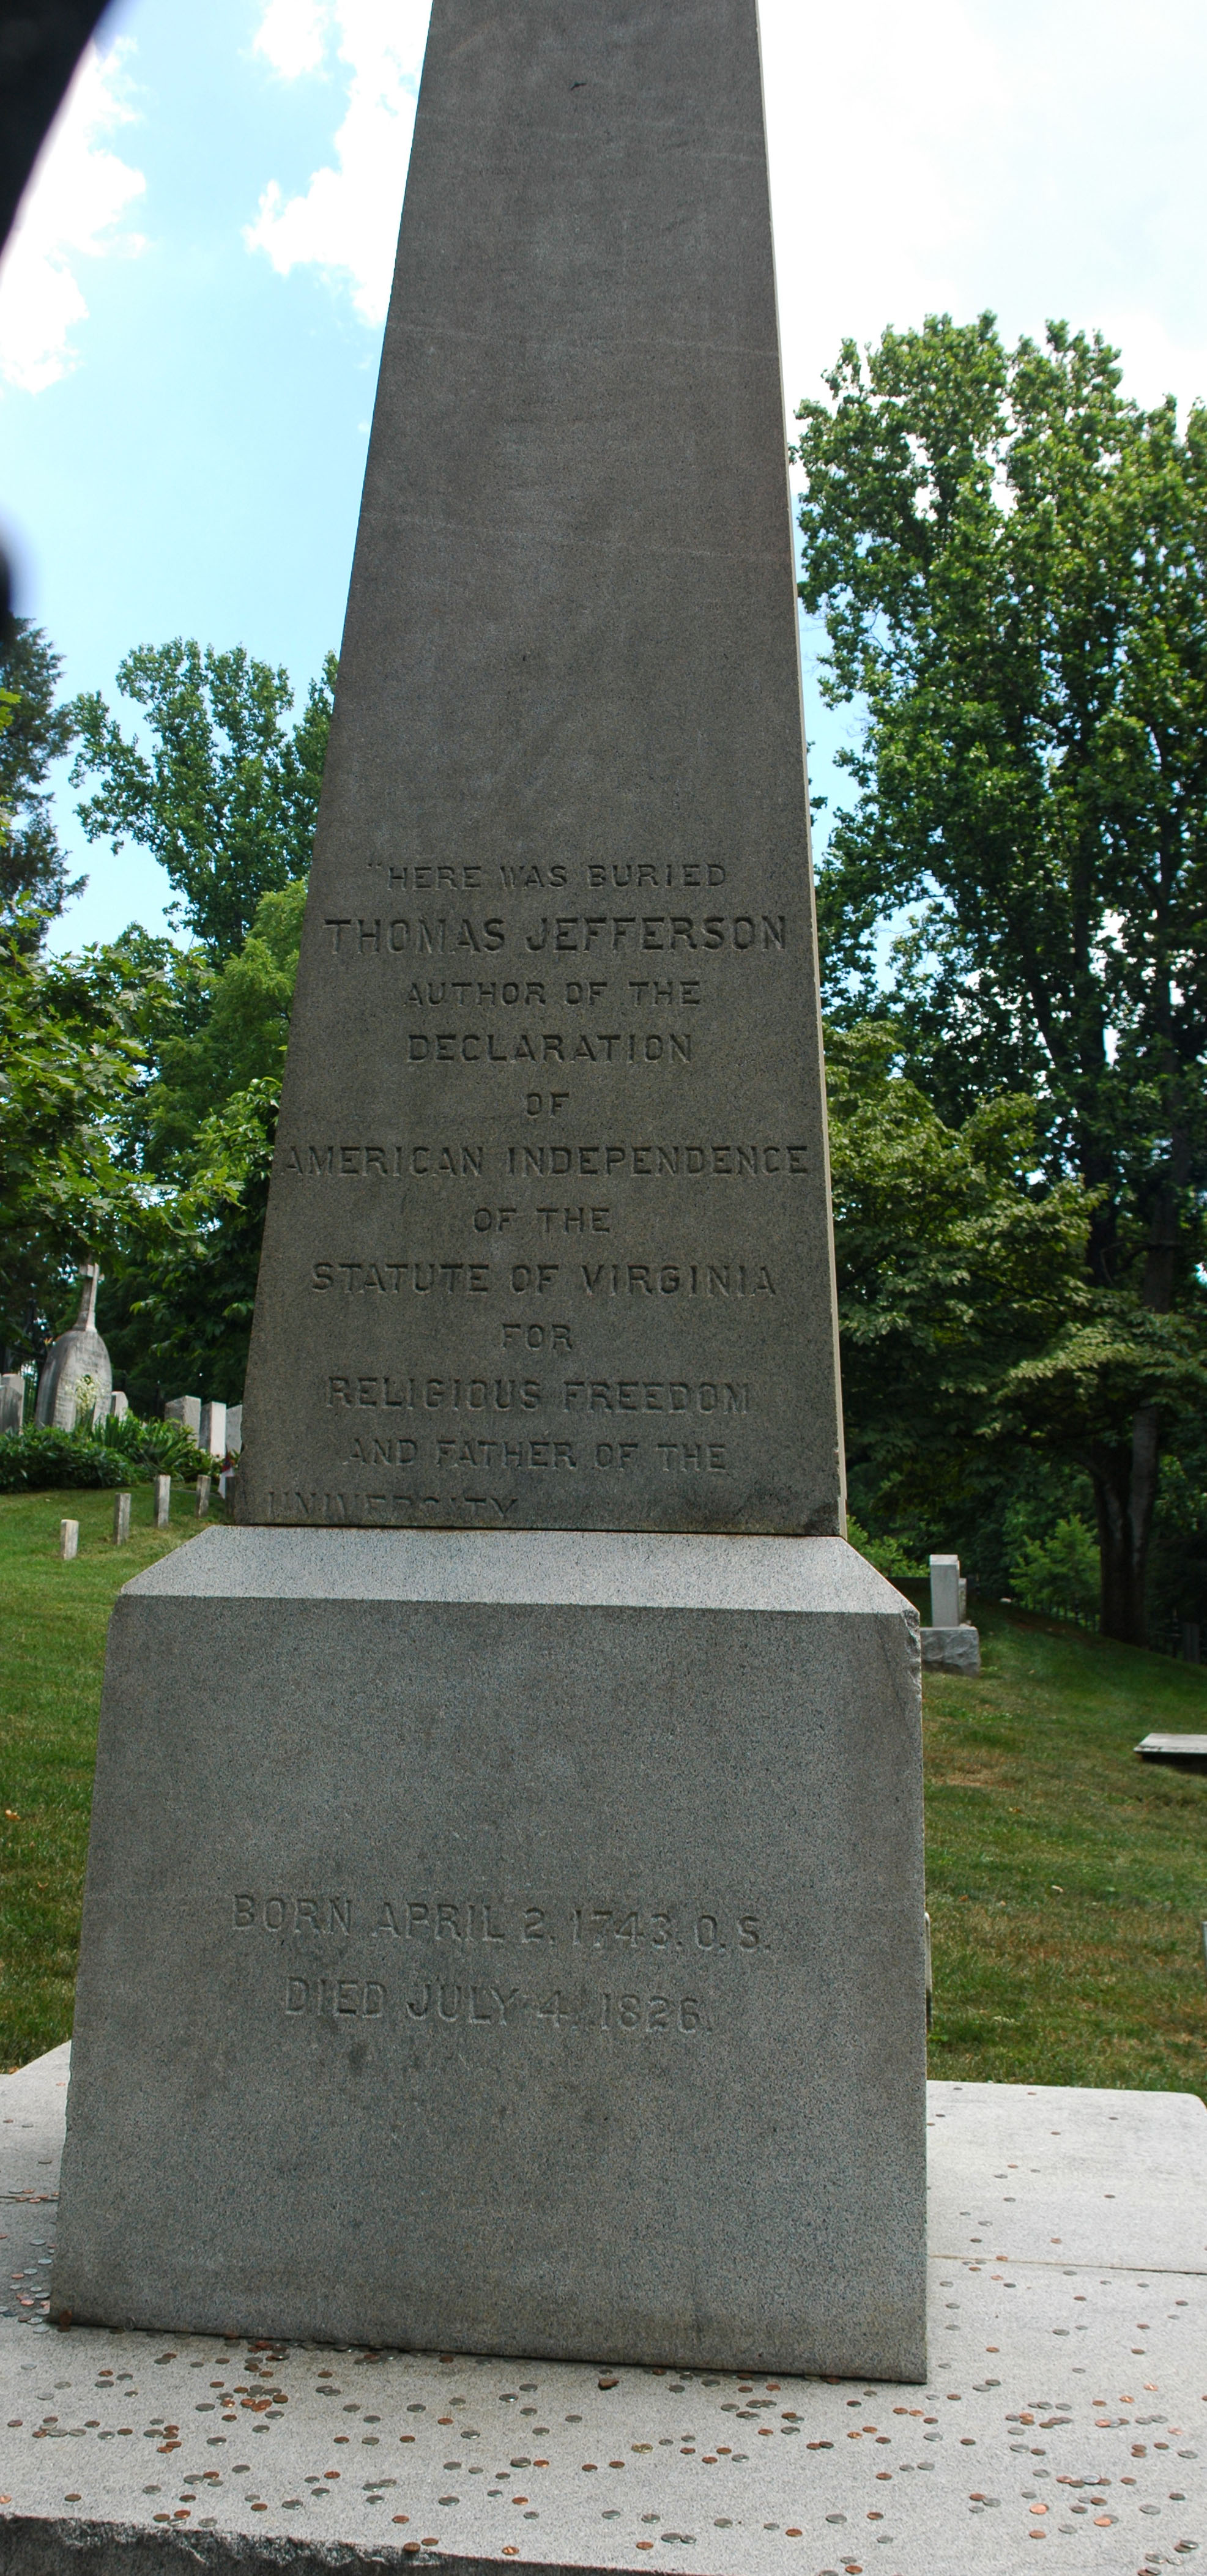 "HERE WAS BURIED
THOMAS JEFFERSON
AUTHOR OF THE
DECLARATION
OF
AMERICAN INDEPENDENCE
OF THE
STATUTE OF VIRGINIA
FOR
RELIGIOUS FREEDOM
AND FATHER OF THE
UNIVERSITY
BORN APRIL 2. 1743. O. S.
DIED JULY 4. 1826.